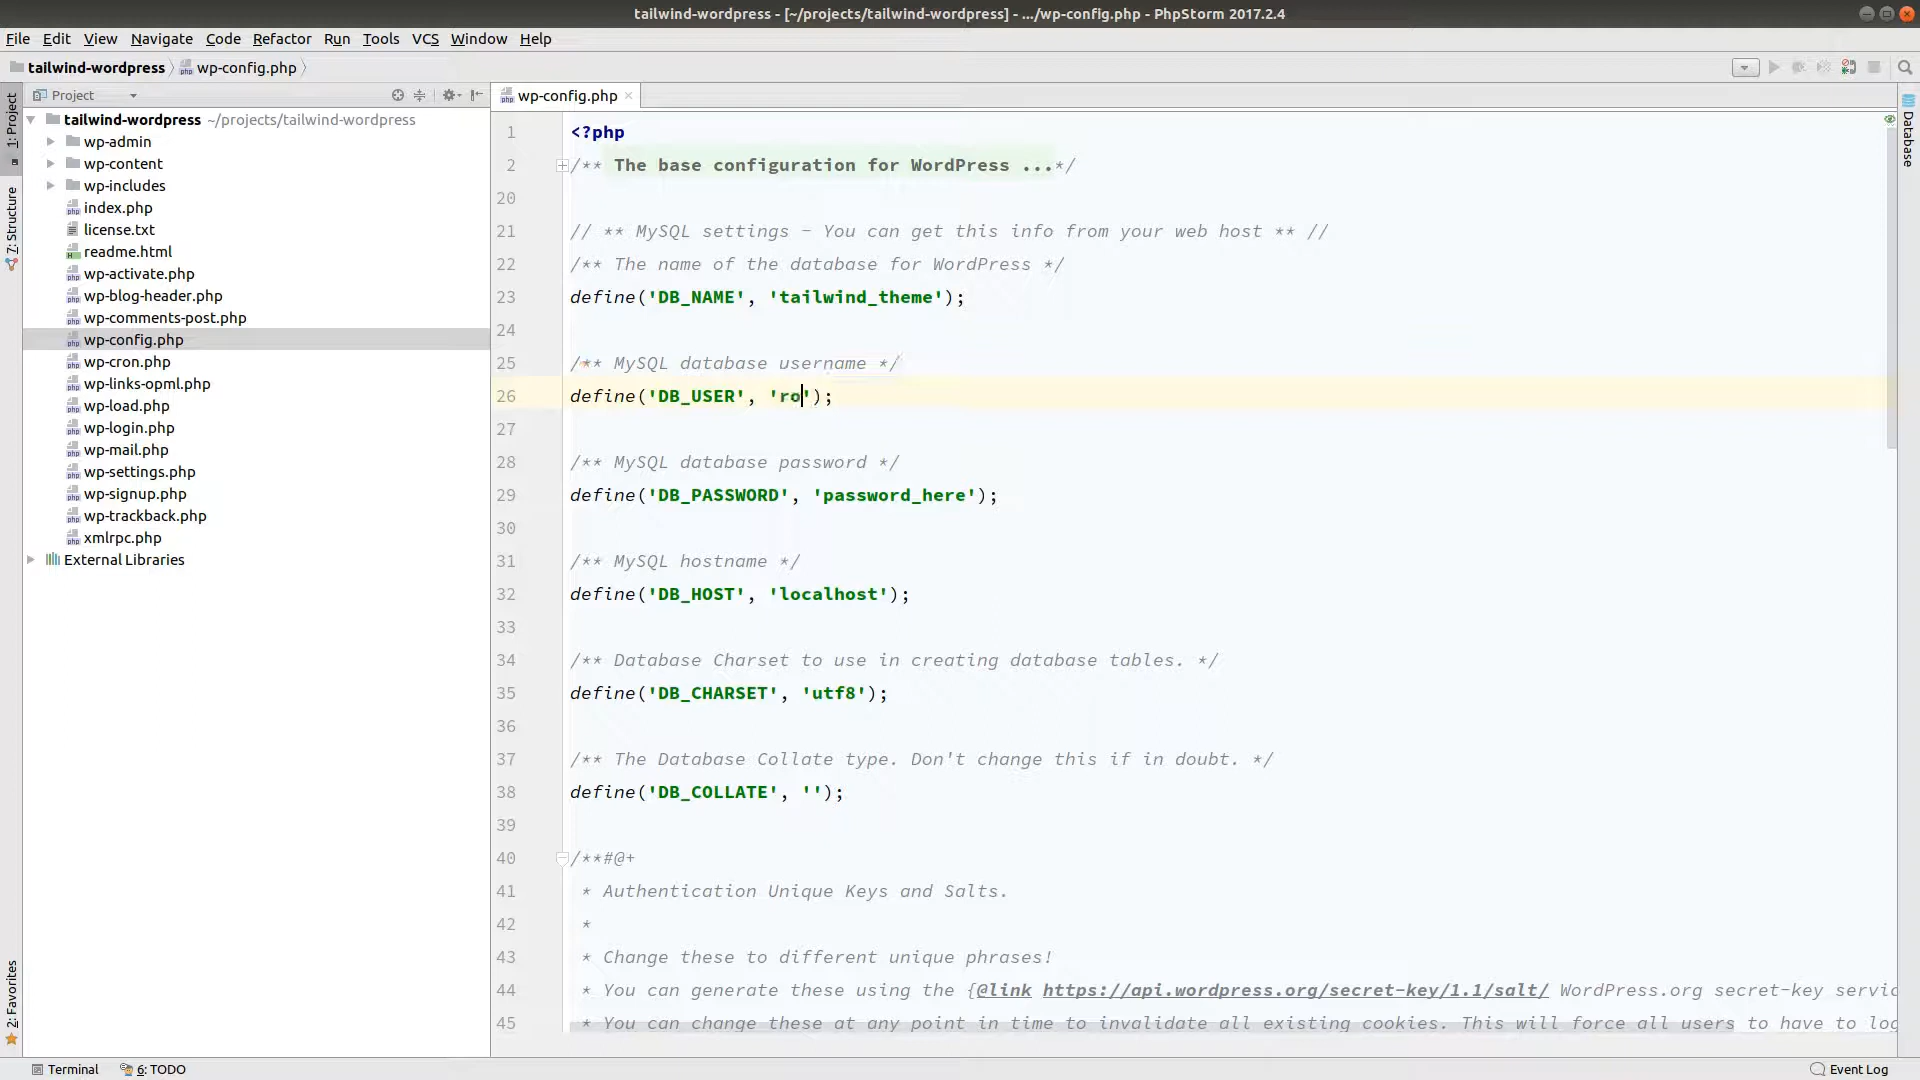 tailwind-wordpress - [~/projects/tailwind-wordpress] - .../wp-config.php - PhpStorm 2017.2.4
File Edit View Navigate Code Refactor Run Tools VCS Window Help
tailwind-wordpress wp-config.php
Project
wp-config.php
1: Project
7: Structure
2: Favorites
Database
tailwind-wordpress ~/projects/tailwind-wordpress
wp-admin
wp-content
wp-includes
index.php
license.txt
readme.html
wp-activate.php
wp-blog-header.php
wp-comments-post.php
wp-config.php
wp-cron.php
wp-links-opml.php
wp-load.php
wp-login.php
wp-mail.php
wp-settings.php
wp-signup.php
wp-trackback.php
xmlrpc.php
External Libraries
1 <?php
2 /** The base configuration for WordPress ...*/
20
21 // ** MySQL settings - You can get this info from your web host ** //
22 /** The name of the database for WordPress */
23 define('DB_NAME', 'tailwind_theme');
24
25 /** MySQL database username */
26 define('DB_USER', 'ro');
27
28 /** MySQL database password */
29 define('DB_PASSWORD', 'password_here');
30
31 /** MySQL hostname */
32 define('DB_HOST', 'localhost');
33
34 /** Database Charset to use in creating database tables. */
35 define('DB_CHARSET', 'utf8');
36
37 /** The Database Collate type. Don't change this if in doubt. */
38 define('DB_COLLATE', '');
39
40 /**#@+
41 * Authentication Unique Keys and Salts.
42 *
43 * Change these to different unique phrases!
44 * You can generate these using the {@link https://api.wordpress.org/secret-key/1.1/salt/ WordPress.org secret-key servic
45 * You can change these at any point in time to invalidate all existing cookies. This will force all users to have to log
Terminal 6: TODO Event Log